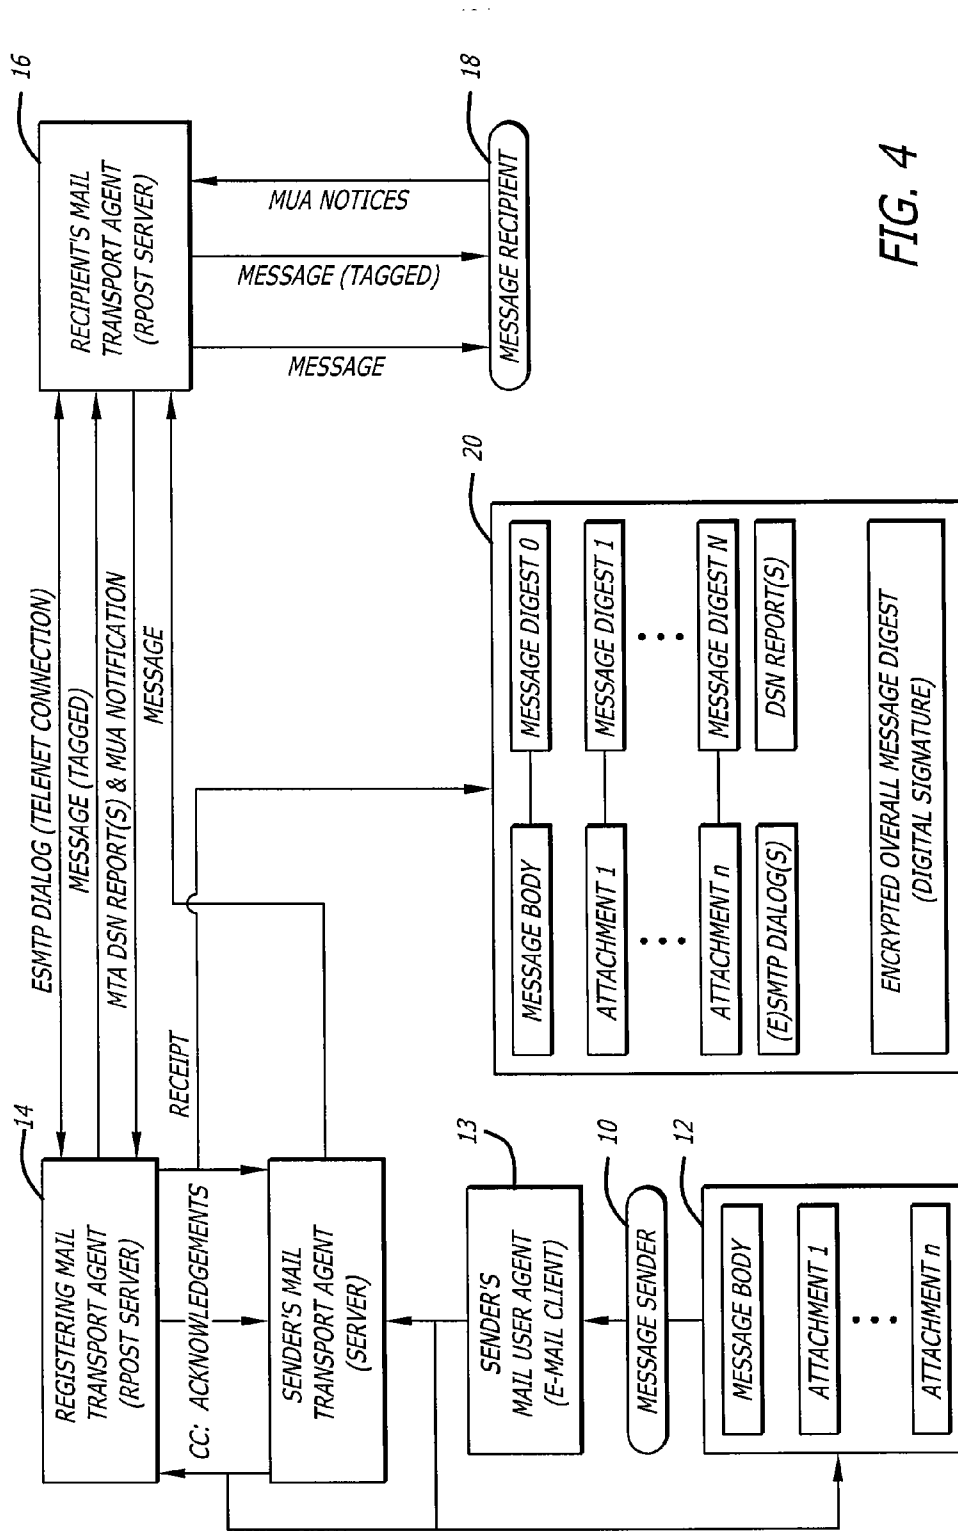 16
RECIPIENT'S MAIL
TRANSPORT AGENT
(RPOST SERVER)
MUA NOTICES
MESSAGE (TAGGED)
MESSAGE
18
MESSAGE RECIPIENT
ESMTP DIALOG (TELENET CONNECTION)
MESSAGE (TAGGED)
MTA DSN REPORT(S) & MUA NOTIFICATION
MESSAGE
RECEIPT
14
REGISTERING MAIL
TRANSPORT AGENT
(RPOST SERVER)
CC: ACKNOWLEDGEMENTS
SENDER'S MAIL
TRANSPORT AGENT
(SERVER)
13
SENDER'S
MAIL USER AGENT
(E-MAIL CLIENT)
10
MESSAGE SENDER
12
MESSAGE BODY
ATTACHMENT 1
ATTACHMENT n
20
MESSAGE BODY
MESSAGE DIGEST 0
ATTACHMENT 1
MESSAGE DIGEST 1
ATTACHMENT n
MESSAGE DIGEST N
(E)SMTP DIALOG(S)
DSN REPORT(S)
ENCRYPTED OVERALL MESSAGE DIGEST
(DIGITAL SIGNATURE)
FIG. 4